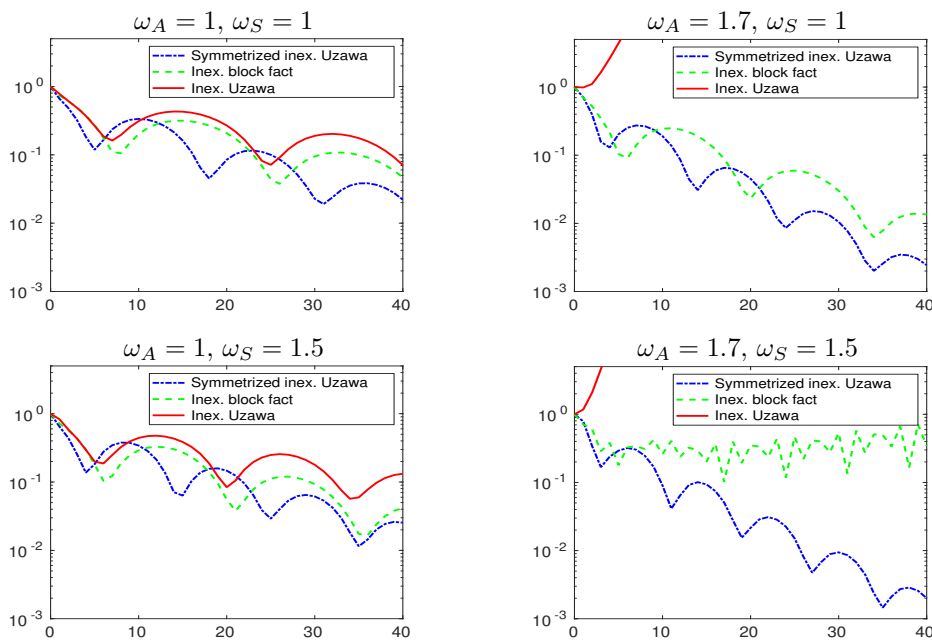 ω_A = 1, ω_S = 1
Symmetrized inex. Uzawa
Inex. block fact
Inex. Uzawa
10^0
10^-1
10^-2
10^-3
0 10 20 30 40
ω_A = 1.7, ω_S = 1
Symmetrized inex. Uzawa
Inex. block fact
Inex. Uzawa
10^0
10^-1
10^-2
10^-3
0 10 20 30 40
ω_A = 1, ω_S = 1.5
Symmetrized inex. Uzawa
Inex. block fact
Inex. Uzawa
10^0
10^-1
10^-2
10^-3
0 10 20 30 40
ω_A = 1.7, ω_S = 1.5
Symmetrized inex. Uzawa
Inex. block fact
Inex. Uzawa
10^0
10^-1
10^-2
10^-3
0 10 20 30 40